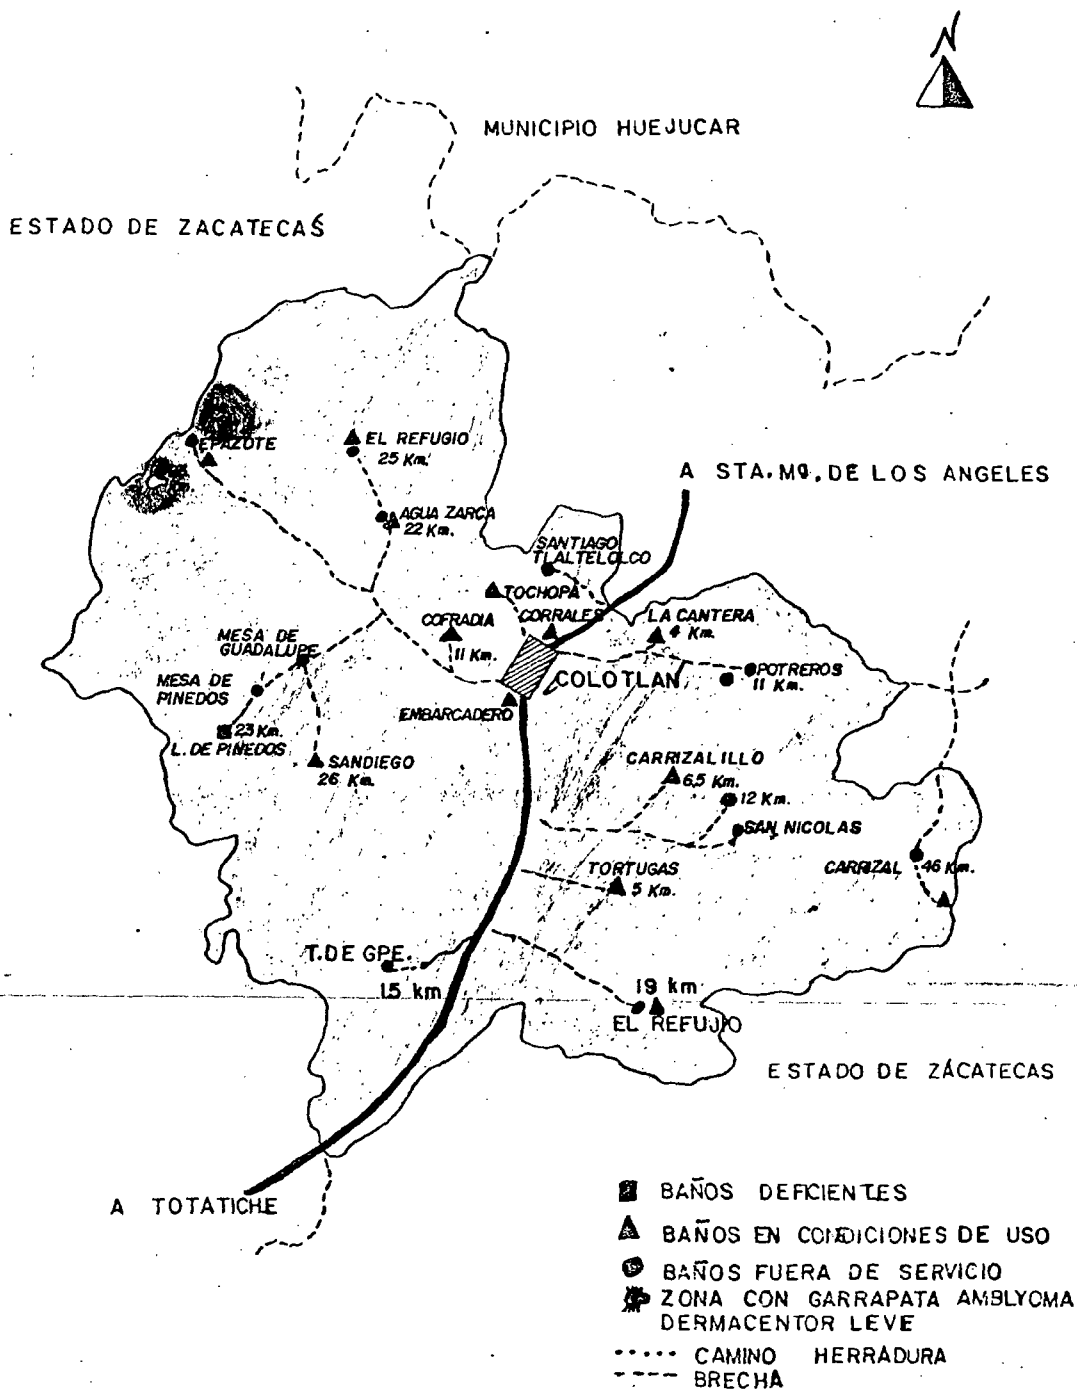 N
MUNICIPIO HUEJUCAR
ESTADO DE ZACATECAS
EPAZOTE
EL REFUGIO
25 Km.
A STA. Mª. DE LOS ANGELES
AGUA ZARCA
22 Km.
SANTIAGO
TLALTELOLCO
TOCHOPA
COFRADIA
11 Km.
CORRALES
LA CANTERA
4 Km.
MESA DE
GUADALUPE
MESA DE
PINEDOS
COLOTLAN
POTREROS
11 Km.
EMBARCADERO
23 Km.
L. DE PIÑEDOS
SANDIEGO
26 Km.
CARRIZALILLO
6.5 Km.
12 Km.
SAN NICOLAS
TORTUGAS
5 Km.
CARRIZAL
46 Km.
T. DE GPE.
15 km
19 km
EL REFUJIO
ESTADO DE ZÁCATECAS
A TOTATICHE
BAÑOS DEFICIENTES
BAÑOS EN CONDICIONES DE USO
BAÑOS FUERA DE SERVICIO
ZONA CON GARRAPATA AMBLYOMA
DERMACENTOR LEVE
CAMINO HERRADURA
BRECHA